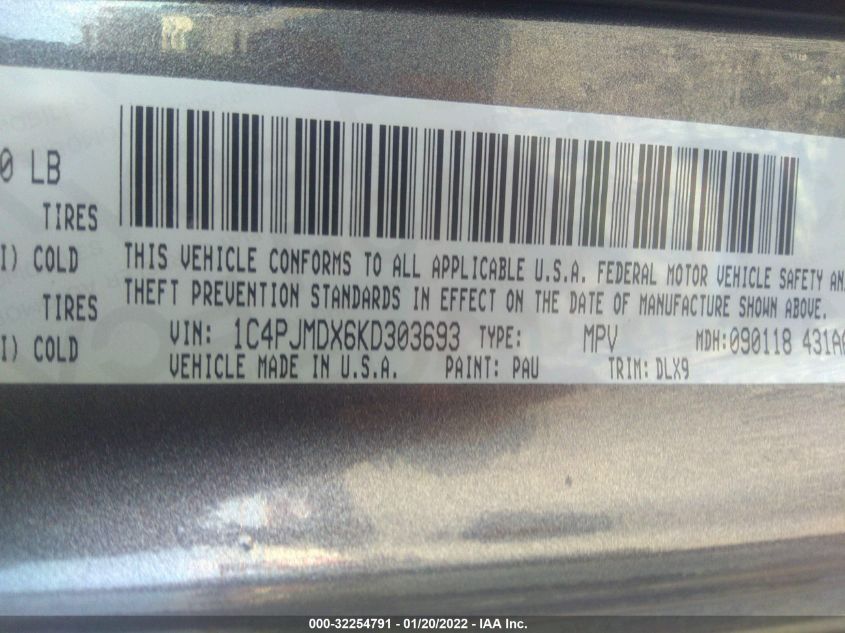 0 LB
TIRES
I) COLD
TIRES
I) COLD
THIS VEHICLE CONFORMS TO ALL APPLICABLE U.S.A. FEDERAL MOTOR VEHICLE SAFETY AN
THEFT PREVENTION STANDARDS IN EFFECT ON THE DATE OF MANUFACTURE SHOWN ABOVE.
VIN: 1C4PJMDX6KD303693 TYPE: MPV MDH: 090118 431A
VEHICLE MADE IN U.S.A. PAINT: PAU TRIM: DLX9
000-32254791 - 01/20/2022 - IAA Inc.